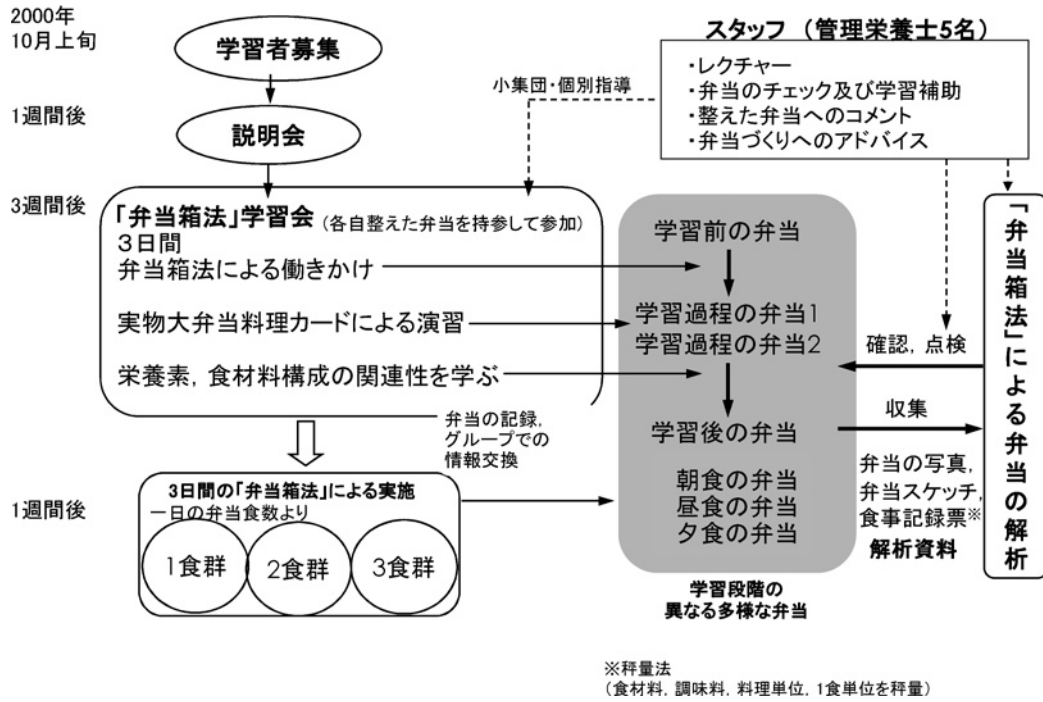 2000年
10月上旬
学習者募集
スタッフ (管理栄養士5名)
・レクチャー
・弁当のチェック及び学習補助
・整えた弁当へのコメント
・弁当づくりへのアドバイス
小集団・個別指導
1週間後
説明会
3週間後
「弁当箱法」学習会 (各自整えた弁当を持参して参加)
3日間
弁当箱法による働きかけ
実物大弁当料理カードによる演習
栄養素, 食材料構成の関連性を学ぶ
学習前の弁当
学習過程の弁当1
学習過程の弁当2
学習後の弁当
朝食の弁当
昼食の弁当
夕食の弁当
確認, 点検
収集
弁当の写真,
弁当スケッチ,
食事記録票※
解析資料
「弁当箱法」による弁当の解析
弁当の記録,
グループでの
情報交換
1週間後
3日間の「弁当箱法」による実施
一日の弁当食数より
1食群
2食群
3食群
学習段階の
異なる多様な弁当
※秤量法
(食材料, 調味料, 料理単位, 1食単位を秤量)